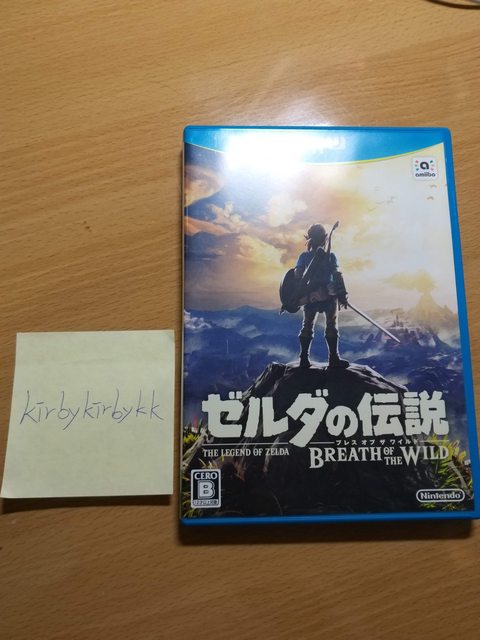 amiibo
kirbykirbykk
ゼルダの伝説
ブレス オブ ザ ワイルド
THE LEGEND OF ZELDA
BREATH OF THE WILD
CERO
B
Nintendo